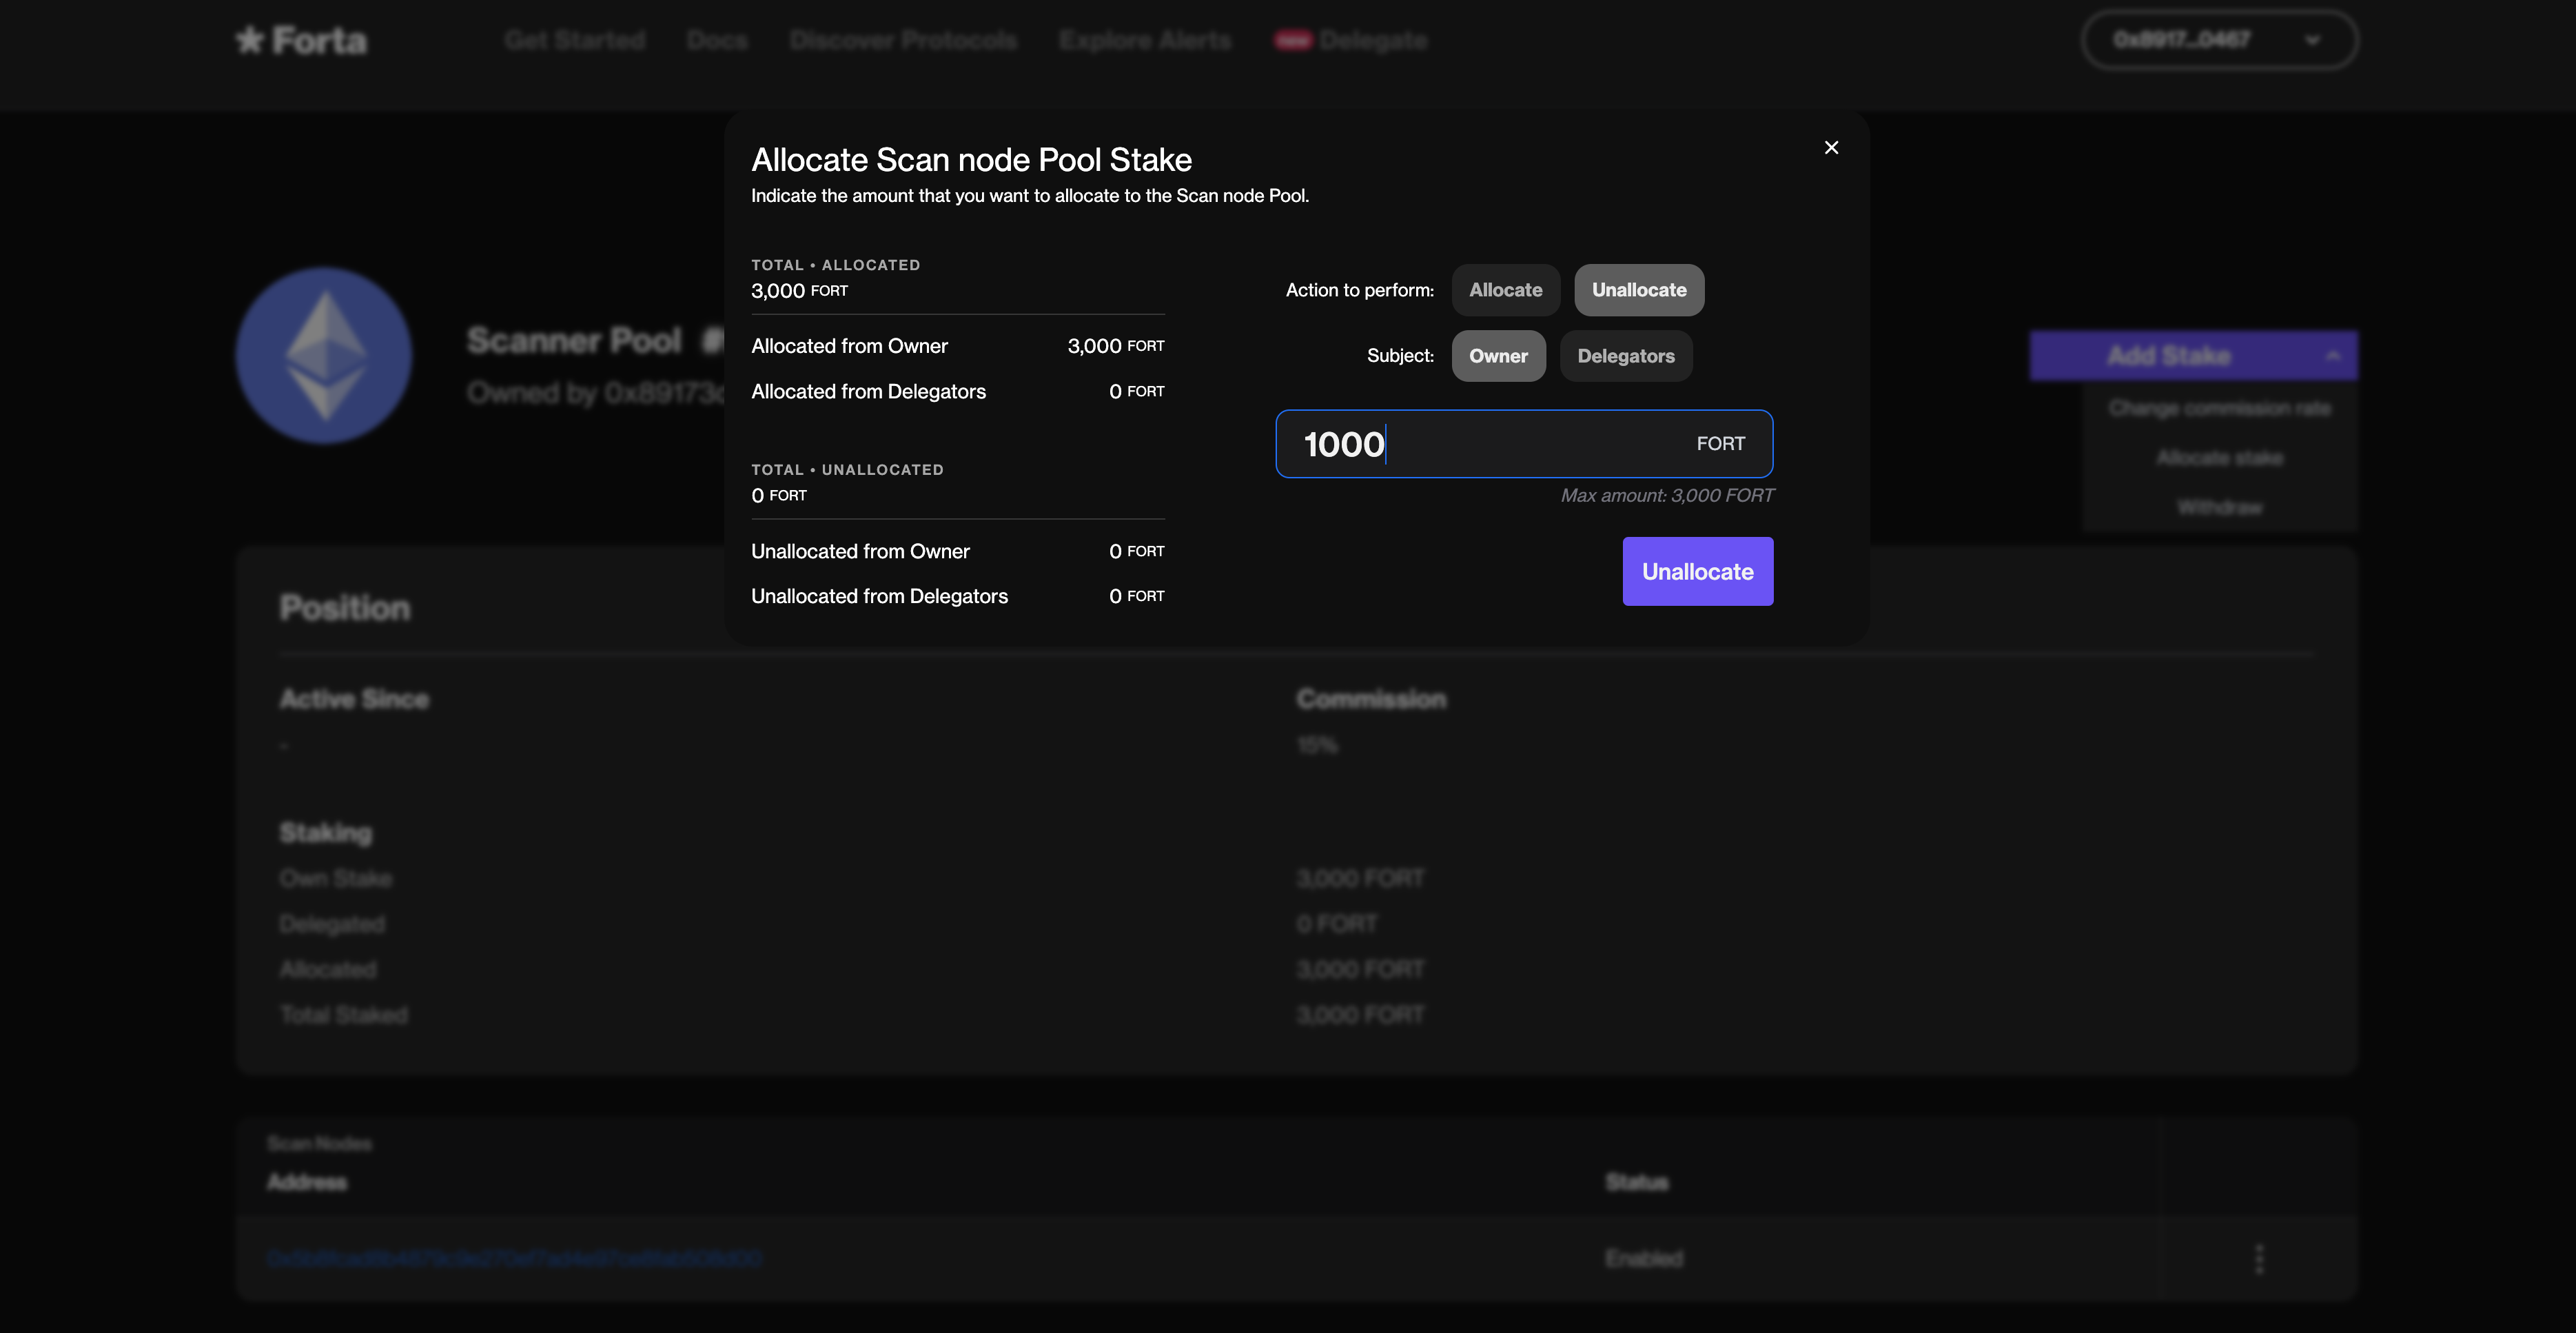 Forta
Get Started
Docs
Discover Protocols
Explore Alerts
new Delegate
0x8917...0467
Allocate Scan node Pool Stake
Indicate the amount that you want to allocate to the Scan node Pool.
TOTAL • ALLOCATED
3,000 FORT
Allocated from Owner 3,000 FORT
Allocated from Delegators 0 FORT
TOTAL • UNALLOCATED
0 FORT
Unallocated from Owner 0 FORT
Unallocated from Delegators 0 FORT
Action to perform: Allocate Unallocate
Subject: Owner Delegators
1000 FORT
Max amount: 3,000 FORT
Unallocate
Scanner Pool
Owned by 0x89173
Add Stake
Change commission rate
Allocate stake
Withdraw
Position
Active Since
-
Commission
15%
Staking
Own Stake 3,000 FORT
Delegated 0 FORT
Allocated 3,000 FORT
Total Staked 3,000 FORT
Scan Nodes
Address Status
Enabled